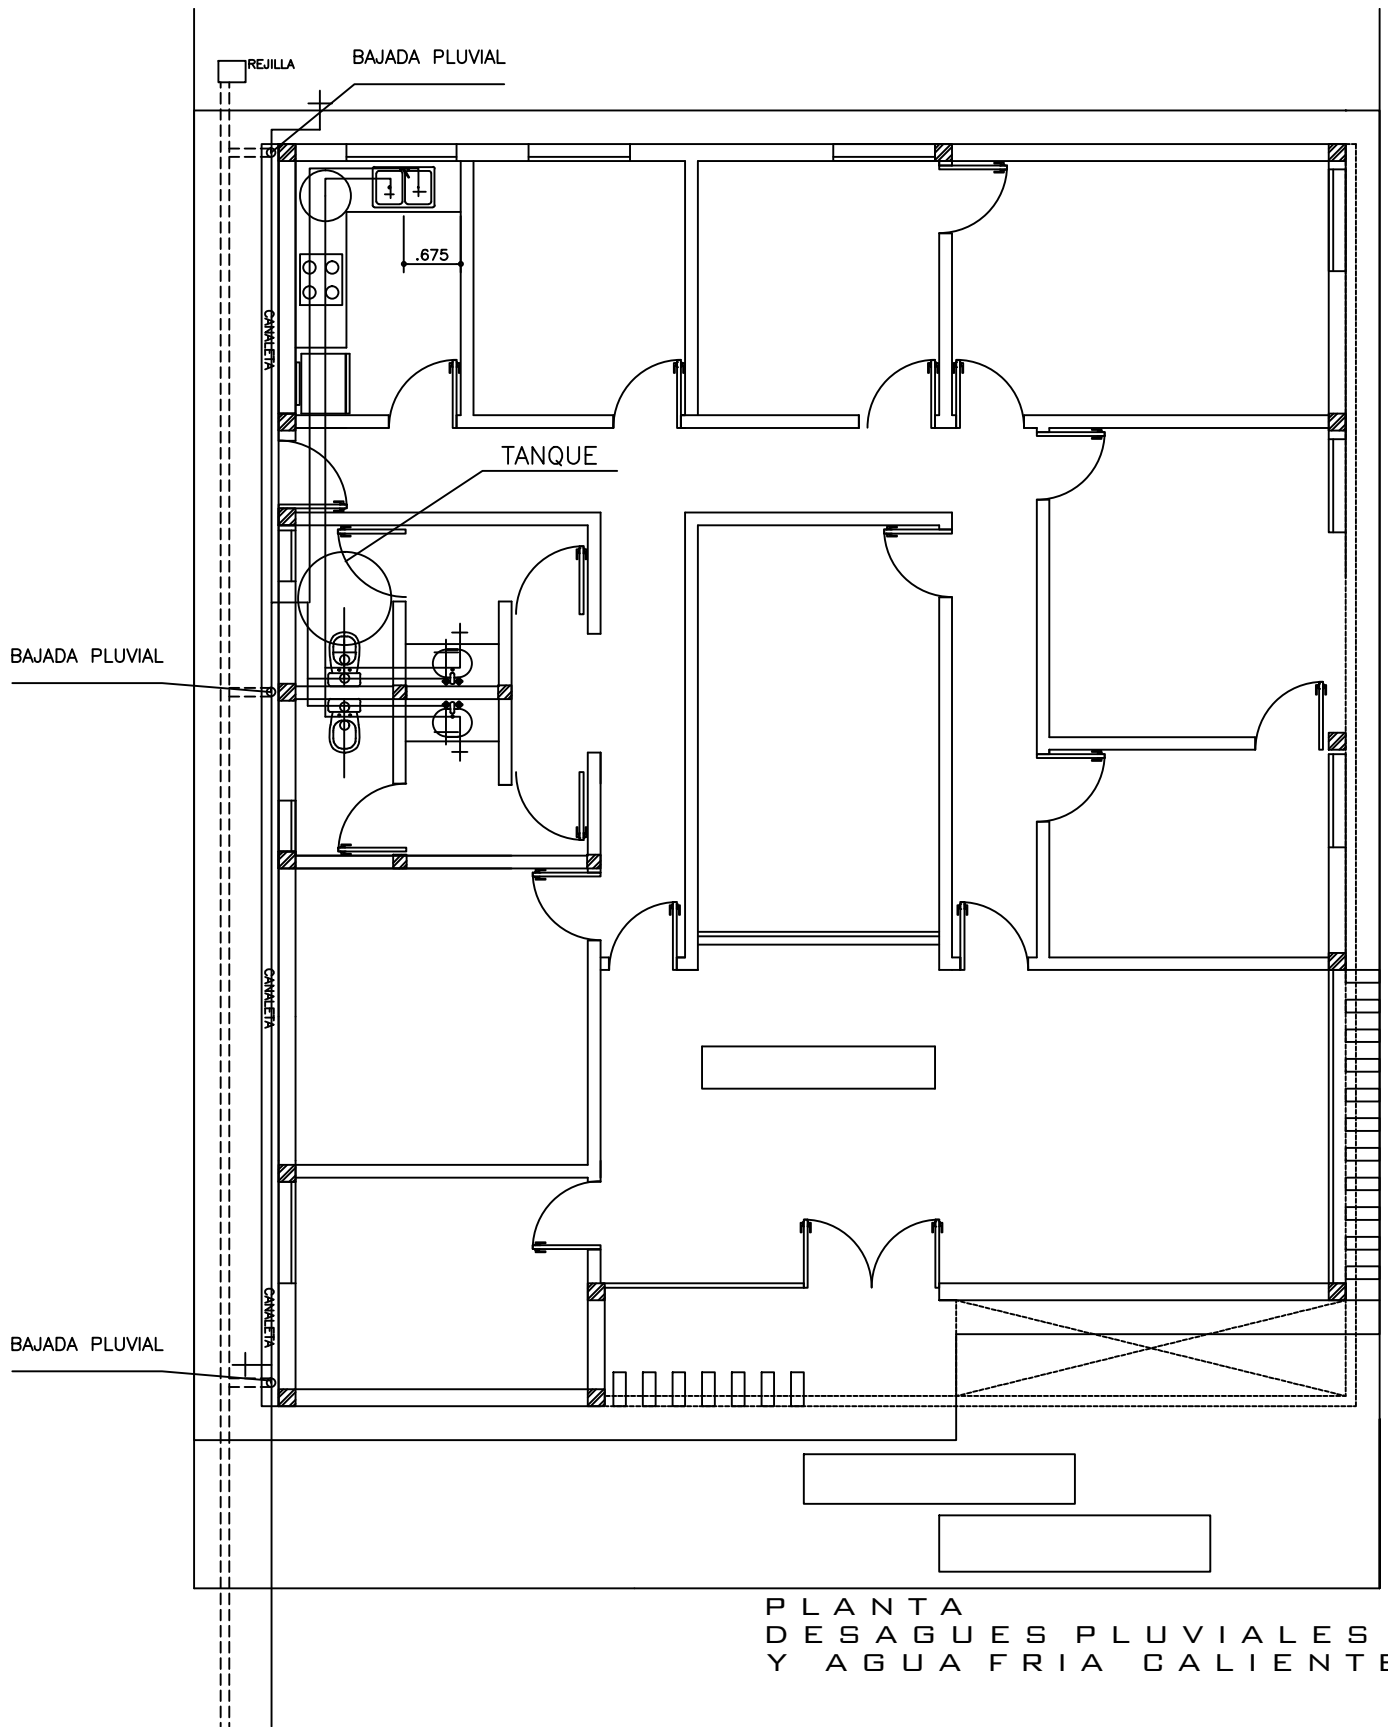 BAJADA PLUVIAL
REJILLA
.675
CANALETA
TANQUE
BAJADA PLUVIAL
CANALETA
CANALETA
BAJADA PLUVIAL
PLANTA
DESAGUES PLUVIALES
Y AGUA FRIA CALIENTE